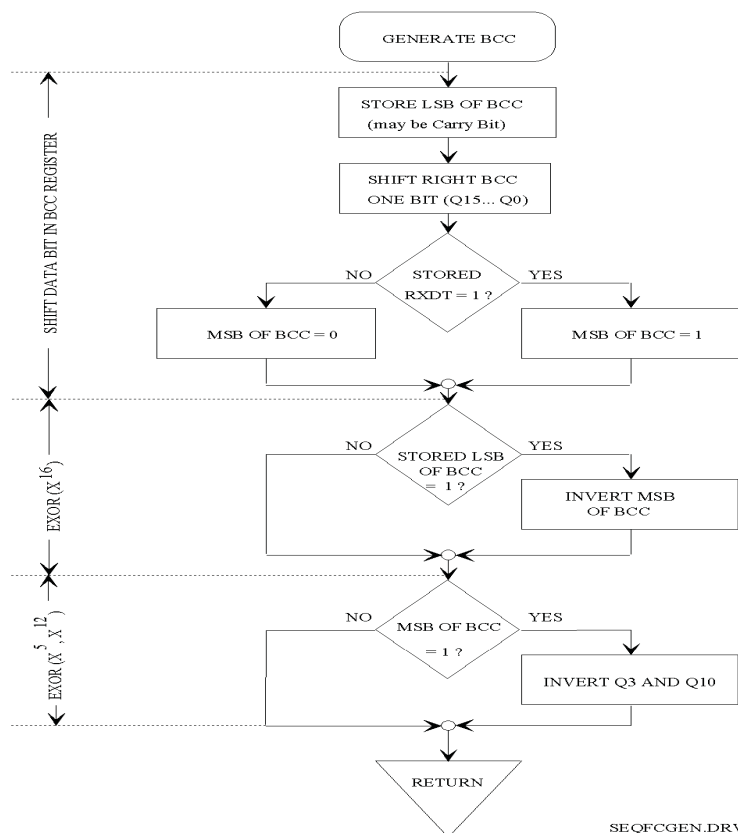 GENERATE BCC
STORE LSB OF BCC
(may be Carry Bit)
SHIFT RIGHT BCC
ONE BIT (Q15... Q0)
SHIFT DATA BIT IN BCC REGISTER
NO
STORED
RXDT = 1 ?
YES
MSB OF BCC = 0
MSB OF BCC = 1
EXOR (X^16)
NO
STORED LSB
OF BCC
= 1 ?
YES
INVERT MSB
OF BCC
EXOR (X^5, X^12)
NO
MSB OF BCC
= 1 ?
YES
INVERT Q3 AND Q10
RETURN
SEQFCGEN.DRV